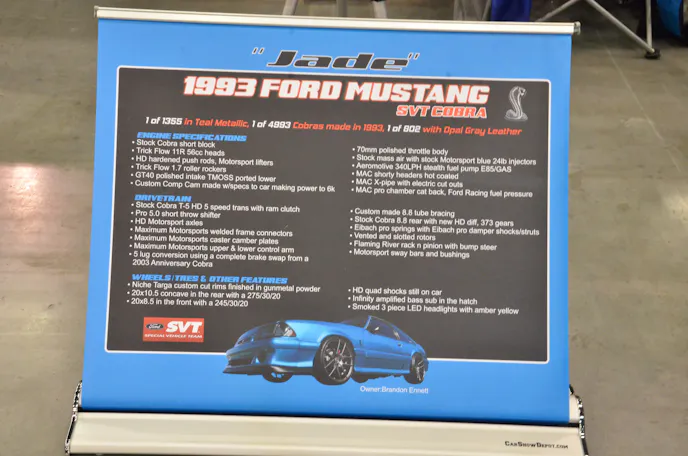 "Jade"
1993 FORD MUSTANG
SVT COBRA
1 of 1355 in Teal Metallic, 1 of 4993 Cobras made in 1993, 1 of 802 with Opal Gray Leather
ENGINE SPECIFICATIONS
• Stock Cobra short block
• Trick Flow 11R 56cc heads
• HD hardened push rods, Motorsport lifters
• Trick Flow 1.7 roller rockers
• GT40 polished intake TMOSS ported lower
• Custom Comp Cam made w/specs to car making power to 6k
• 70mm polished throttle body
• Stock mass air with stock Motorsport blue 24lb injectors
• Aeromotive 340LPH stealth fuel pump E85/GAS
• MAC shorty headers hot coated
• MAC X-pipe with electric cut outs
• MAC pro chamber cat back, Ford Racing fuel pressure
DRIVETRAIN
• Stock Cobra T-5 HD 5 speed trans with ram clutch
• Pro 5.0 short throw shifter
• HD Motorsport axles
• Maximum Motorsports welded frame connectors
• Maximum Motorsports caster camber plates
• Maximum Motorsports upper & lower control arm
• 5 lug conversion using a complete brake swap from a
2003 Anniversary Cobra
• Custom made 8.8 tube bracing
• Stock Cobra 8.8 rear with new HD diff, 373 gears
• Eibach pro springs with Eibach pro damper shocks/struts
• Vented and slotted rotors
• Flaming River rack n pinion with bump steer
• Motorsport sway bars and bushings
WHEELS/TIRES & OTHER FEATURES
• Niche Targa custom cut rims finished in gunmetal powder
• 20x10.5 concave in the rear with a 275/30/20
• 20x8.5 in the front with a 245/30/20
• HD quad shocks still on car
• Infinity amplified bass sub in the hatch
• Smoked 3 piece LED headlights with amber yellow
Ford SVT
SPECIAL VEHICLE TEAM
Owner:Brandon Ennett
CARSHOWDEPOT.COM